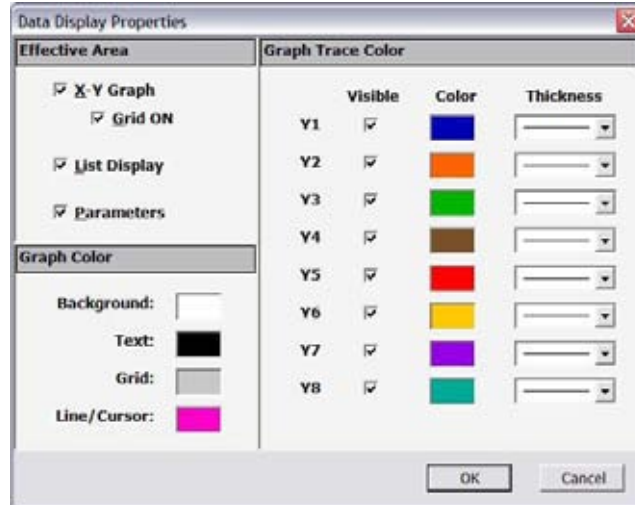 Data Display Properties
Effective Area
X-Y Graph
Grid ON
List Display
Parameters
Graph Color
Background:
Text:
Grid:
Line/Cursor:
Graph Trace Color
Visible Color Thickness
Y1
Y2
Y3
Y4
Y5
Y6
Y7
Y8
OK Cancel